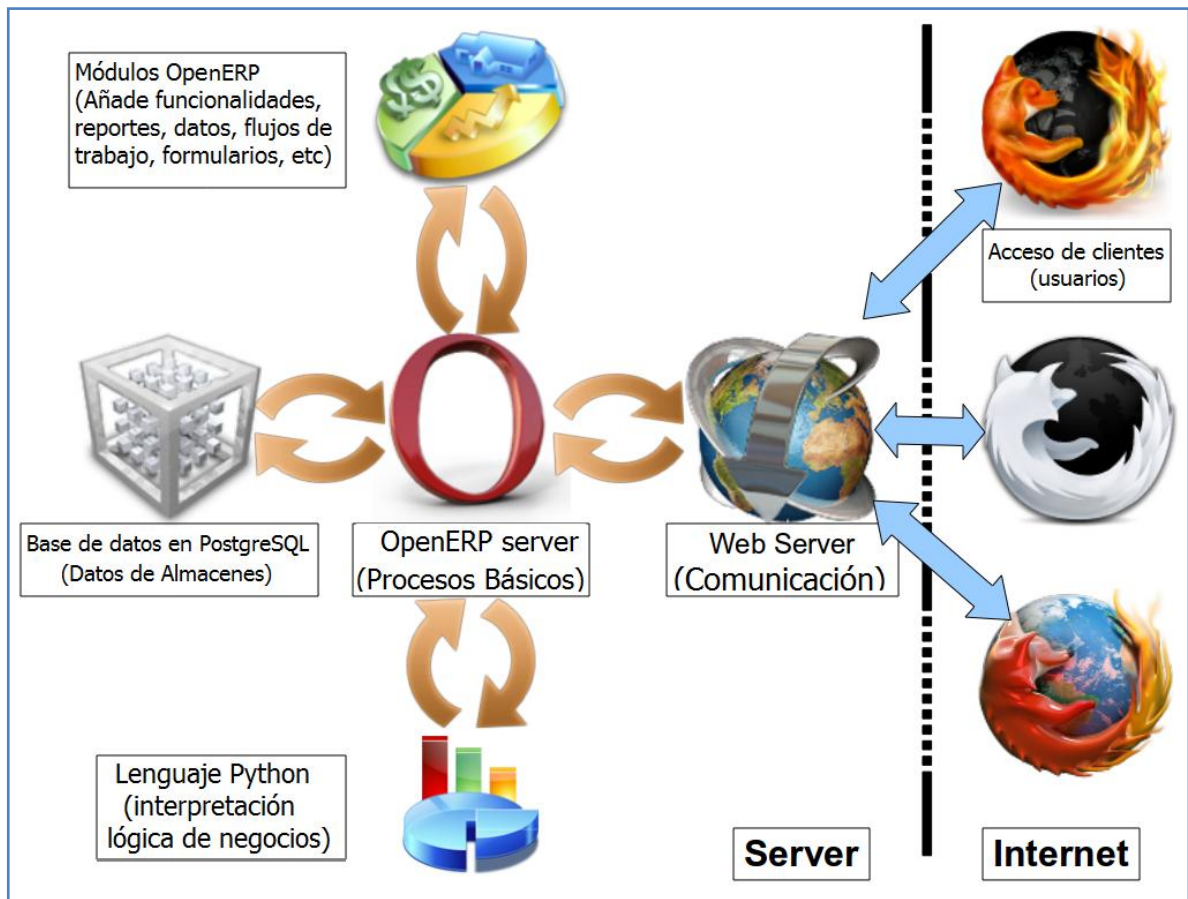 Módulos OpenERP
(Añade funcionalidades,
reportes, datos, flujos de
trabajo, formularios, etc)
Acceso de clientes
(usuarios)
Base de datos en PostgreSQL
(Datos de Almacenes)
OpenERP server
(Procesos Básicos)
Web Server
(Comunicación)
Lenguaje Python
(interpretación
lógica de negocios)
Server
Internet